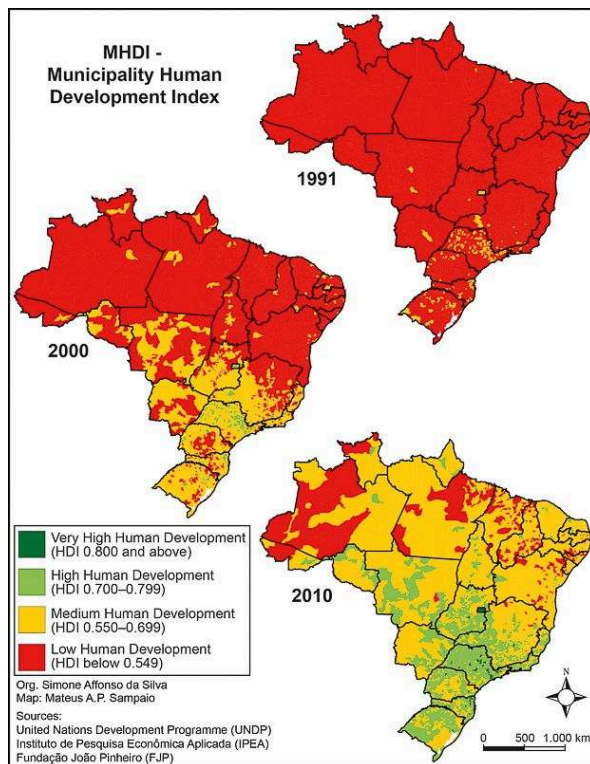 MHDI -
Municipality Human
Development Index
1991
2000
2010
Very High Human Development
(HDI 0.800 and above)
High Human Development
(HDI 0.700–0.799)
Medium Human Development
(HDI 0.550–0.699)
Low Human Development
(HDI below 0.549)
Org. Simone Affonso da Silva
Map: Mateus A.P. Sampaio
Sources:
United Nations Development Programme (UNDP)
Instituto de Pesquisa Econômica Aplicada (IPEA)
Fundação João Pinheiro (FJP)
N
0 500 1.000 km